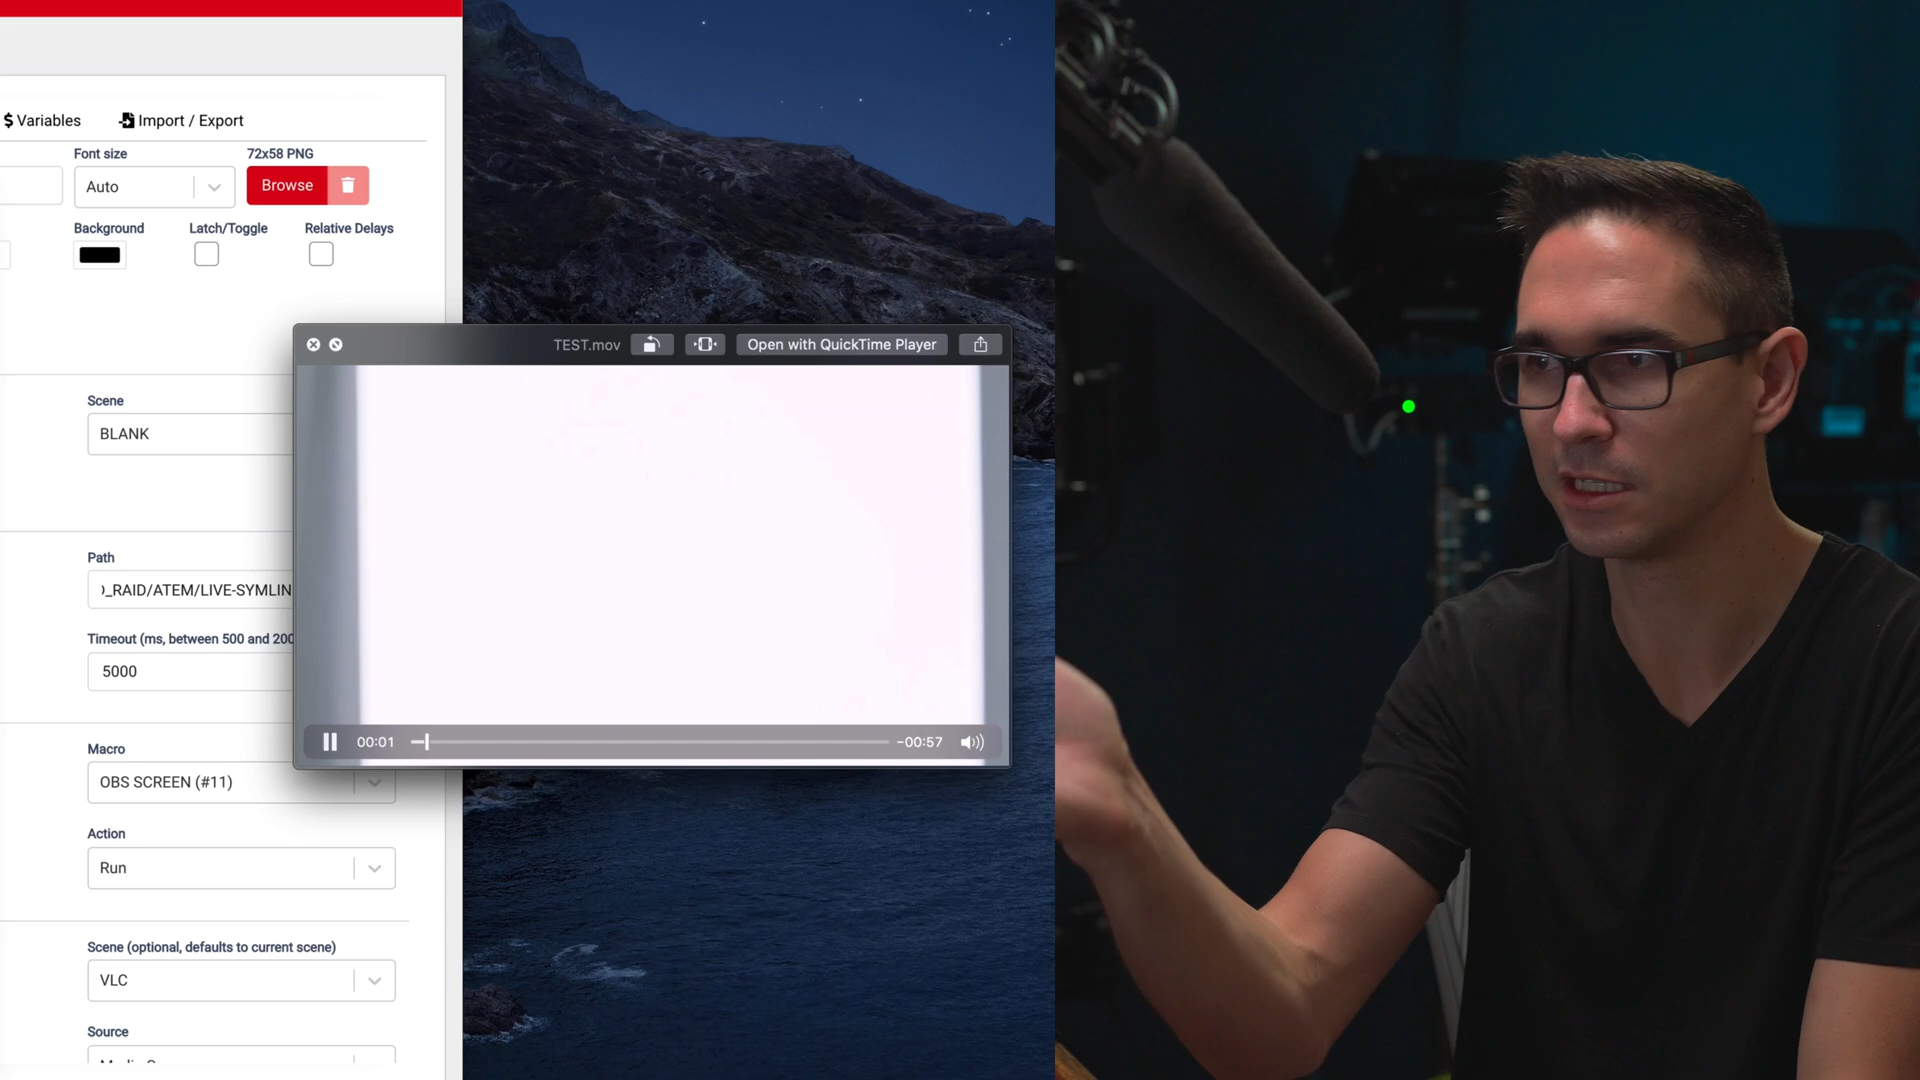 $ Variables
Import / Export
Font size
72x58 PNG
Auto
Browse
Background
Latch/Toggle
Relative Delays
TEST.mov
Open with QuickTime Player
Scene
BLANK
Path
_RAID/ATEM/LIVE-SYMLIN
Timeout (ms, between 500 and 200
5000
00:01
-00:57
Macro
OBS SCREEN (#11)
Action
Run
Scene (optional, defaults to current scene)
VLC
Source